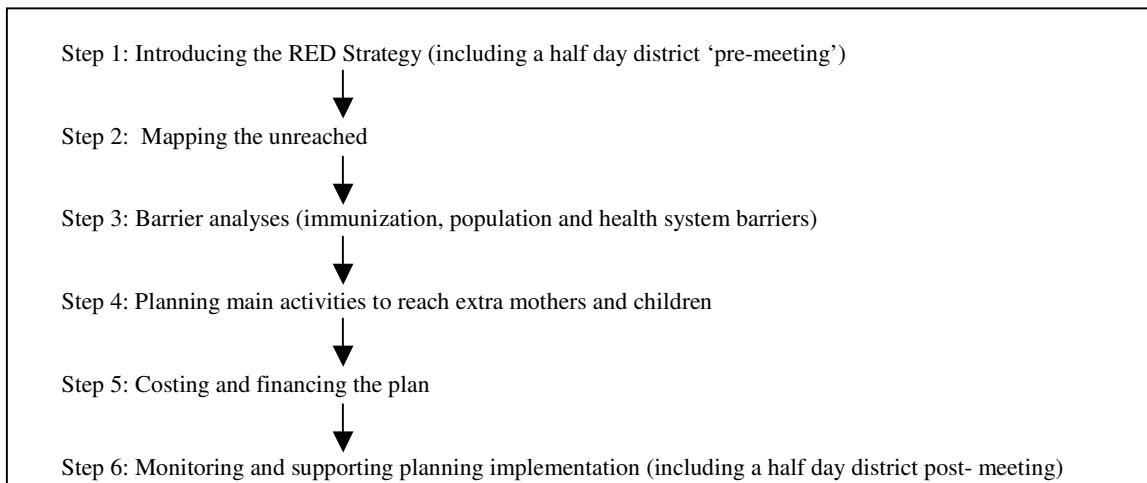 Step 1: Introducing the RED Strategy (including a half day district ‘pre-meeting’)
Step 2:  Mapping the unreached
Step 3: Barrier analyses (immunization, population and health system barriers)
Step 4: Planning main activities to reach extra mothers and children
Step 5: Costing and financing the plan
Step 6: Monitoring and supporting planning implementation (including a half day district post- meeting)